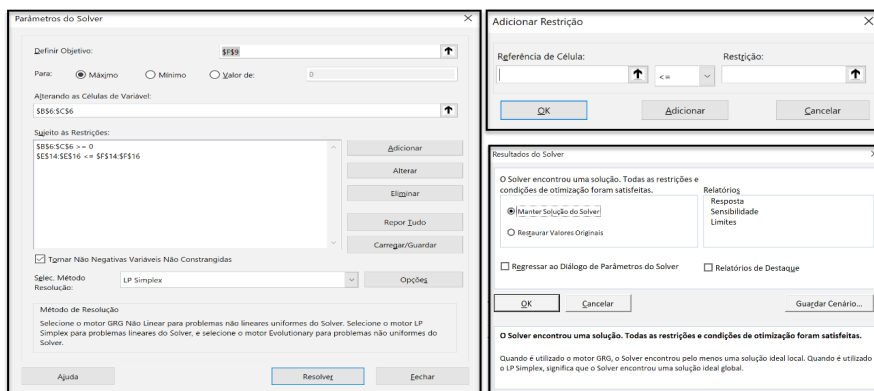 Parâmetros do Solver
Definir Objetivo:
$F$9
Para:
Máximo
Mínimo
Valor de:
0
Alterando as Células de Variável:
$B$6:$C$6
Sujeito às Restrições:
$B$6:$C$6 >= 0
$E$14:$E$16 <= $F$14:$F$16
Adicionar
Alterar
Eliminar
Repor Tudo
Carregar/Guardar
Tornar Não Negativas Variáveis Não Constrangidas
Selec. Método
Resolução:
LP Simplex
Opções
Método de Resolução
Selecione o motor GRG Não Linear para problemas não lineares uniformes do Solver. Selecione o motor LP
Simplex para problemas lineares do Solver, e selecione o motor Evolutionary para problemas não uniformes do
Solver.
Ajuda
Resolver
Fechar
Adicionar Restrição
Referência de Célula:
Restrição:
<=
OK
Adicionar
Cancelar
Resultados do Solver
O Solver encontrou uma solução. Todas as restrições e
condições de otimização foram satisfeitas.
Manter Solução do Solver
Restaurar Valores Originais
Relatórios
Resposta
Sensibilidade
Limites
Regressar ao Diálogo de Parâmetros do Solver
Relatórios de Destaque
OK
Cancelar
Guardar Cenário...
O Solver encontrou uma solução. Todas as restrições e condições de otimização foram satisfeitas.
Quando é utilizado o motor GRG, o Solver encontrou pelo menos uma solução ideal local. Quando é utilizado
o LP Simplex, significa que o Solver encontrou uma solução ideal global.